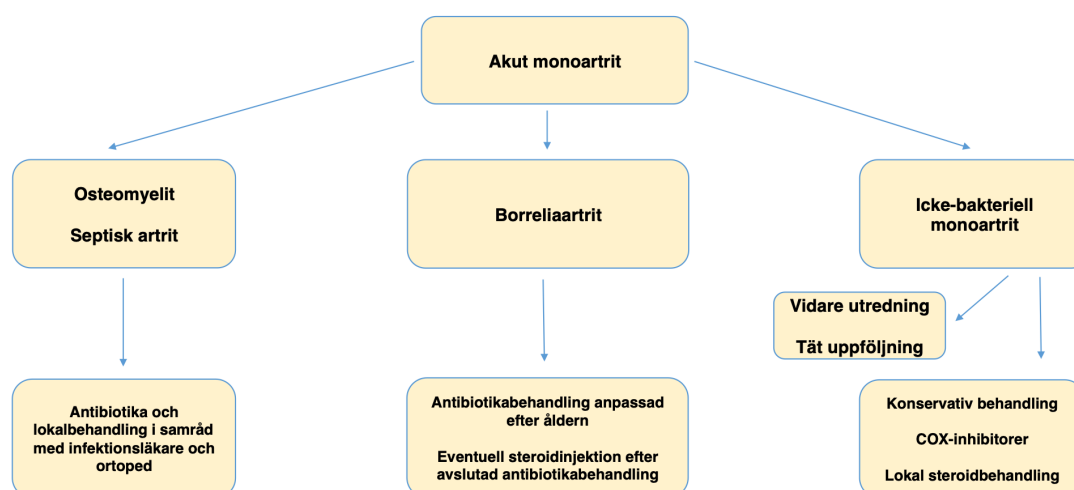 Akut monoartrit
Osteomyelit
Septisk artrit
Borreliaartrit
Icke-bakteriell
monoartrit
Vidare utredning
Tät uppföljning
Antibiotika och
lokalbehandling i samråd
med infektionsläkare och
ortoped
Antibiotikabehandling anpassad
efter åldern
Eventuell steroidinjektion efter
avslutad antibiotikabehandling
Konservativ behandling
COX-inhibitorer
Lokal steroidbehandling